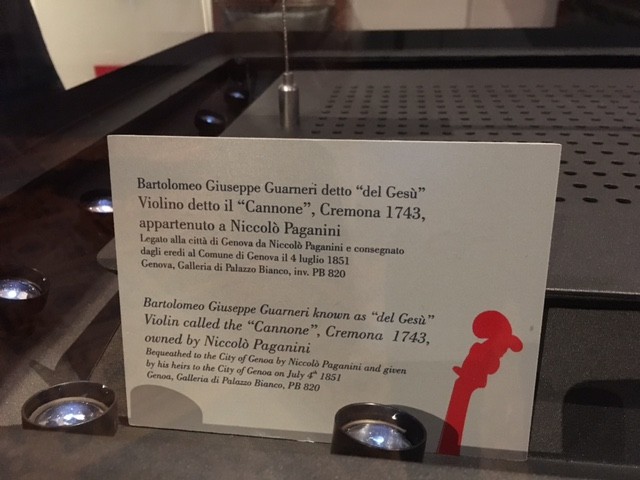 Bartolomeo Giuseppe Guarneri detto “del Gesù”
Violino detto il “Cannone”, Cremona 1743,
appartenuto a Niccolò Paganini
Legato alla città di Genova da Niccolò Paganini e consegnato
dagli eredi al Comune di Genova il 4 luglio 1851
Genova, Galleria di Palazzo Bianco, inv. PB 820
Bartolomeo Giuseppe Guarneri known as “del Gesù”
Violin called the “Cannone”, Cremona 1743,
owned by Niccolò Paganini
Bequeathed to the City of Genoa by Niccolò Paganini and given
by his heirs to the City of Genoa on July 4th 1851
Genoa, Galleria di Palazzo Bianco, PB 820